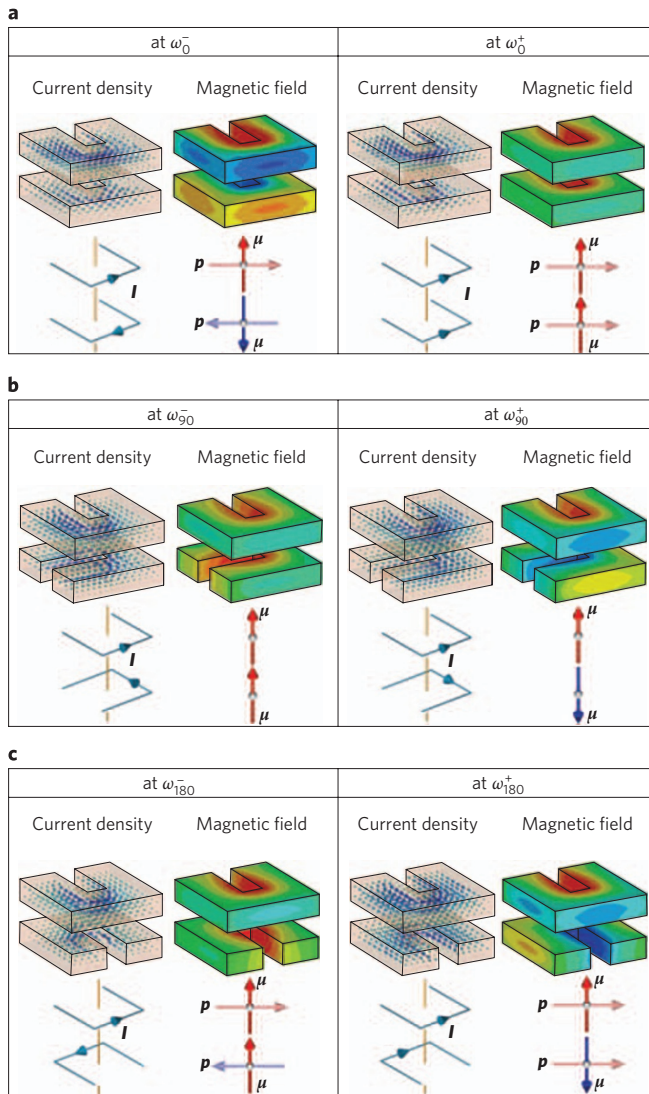 a
at ω₀⁻ at ω₀⁺
Current density Magnetic field Current density Magnetic field
μ μ
p p
I I
p p
μ μ
b
at ω₉₀⁻ at ω₉₀⁺
Current density Magnetic field Current density Magnetic field
μ μ
I I
μ μ
c
at ω₁₈₀⁻ at ω₁₈₀⁺
Current density Magnetic field Current density Magnetic field
μ μ
p p
I I
p p
μ μ